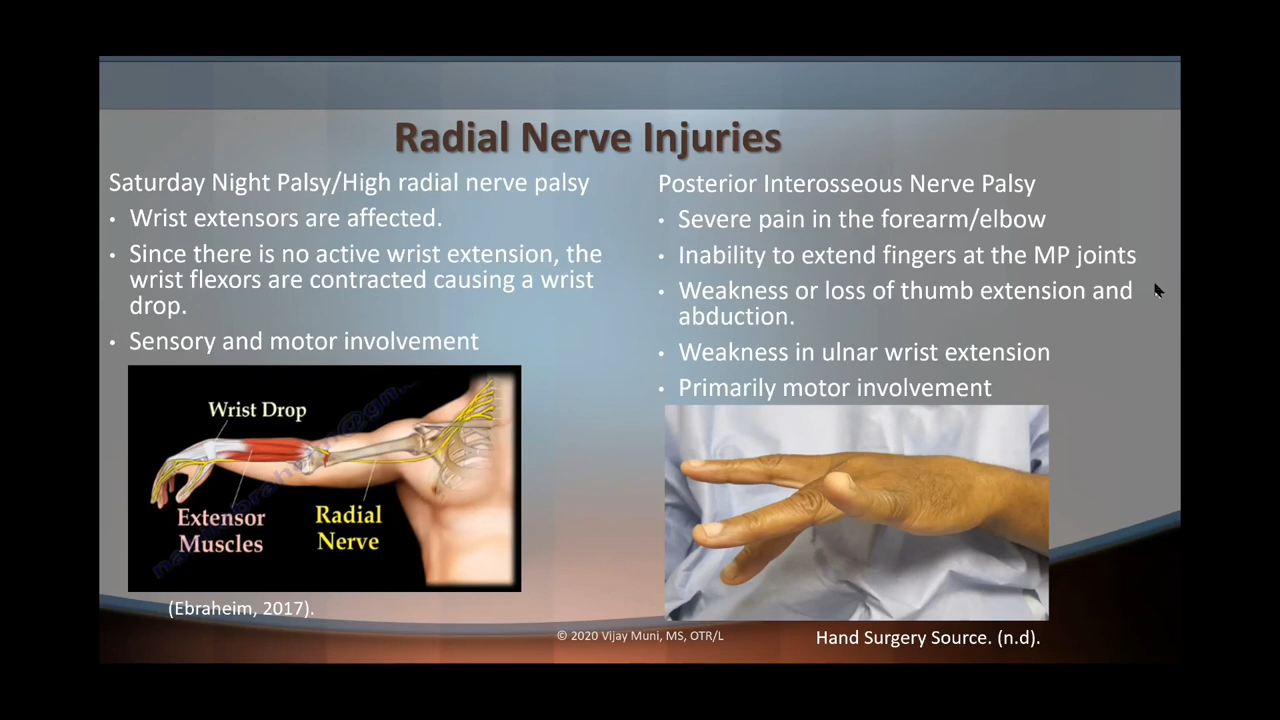 Radial Nerve Injuries
Saturday Night Palsy/High radial nerve palsy
• Wrist extensors are affected.
• Since there is no active wrist extension, the
wrist flexors are contracted causing a wrist
drop.
• Sensory and motor involvement
Wrist Drop
Extensor
Muscles
Radial
Nerve
(Ebraheim, 2017).
Posterior Interosseous Nerve Palsy
• Severe pain in the forearm/elbow
• Inability to extend fingers at the MP joints
• Weakness or loss of thumb extension and
abduction.
• Weakness in ulnar wrist extension
• Primarily motor involvement
Hand Surgery Source. (n.d).
© 2020 Vijay Muni, MS, OTR/L